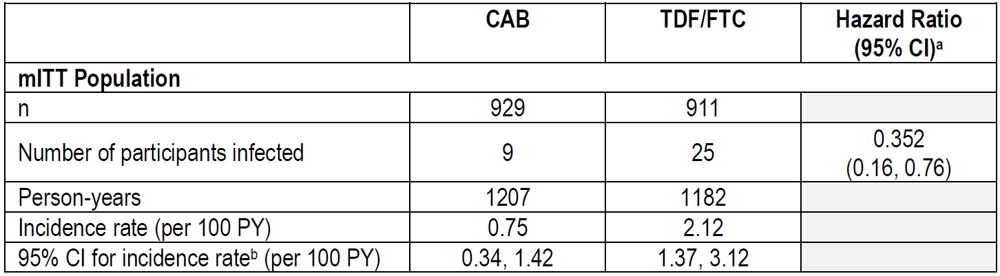 CAB TDF/FTC Hazard Ratio
(95% CI)ᵃ
mITT Population
n 929 911
Number of participants infected 9 25 0.352
(0.16, 0.76)
Person-years 1207 1182
Incidence rate (per 100 PY) 0.75 2.12
95% CI for incidence rateᵇ (per 100 PY) 0.34, 1.42 1.37, 3.12